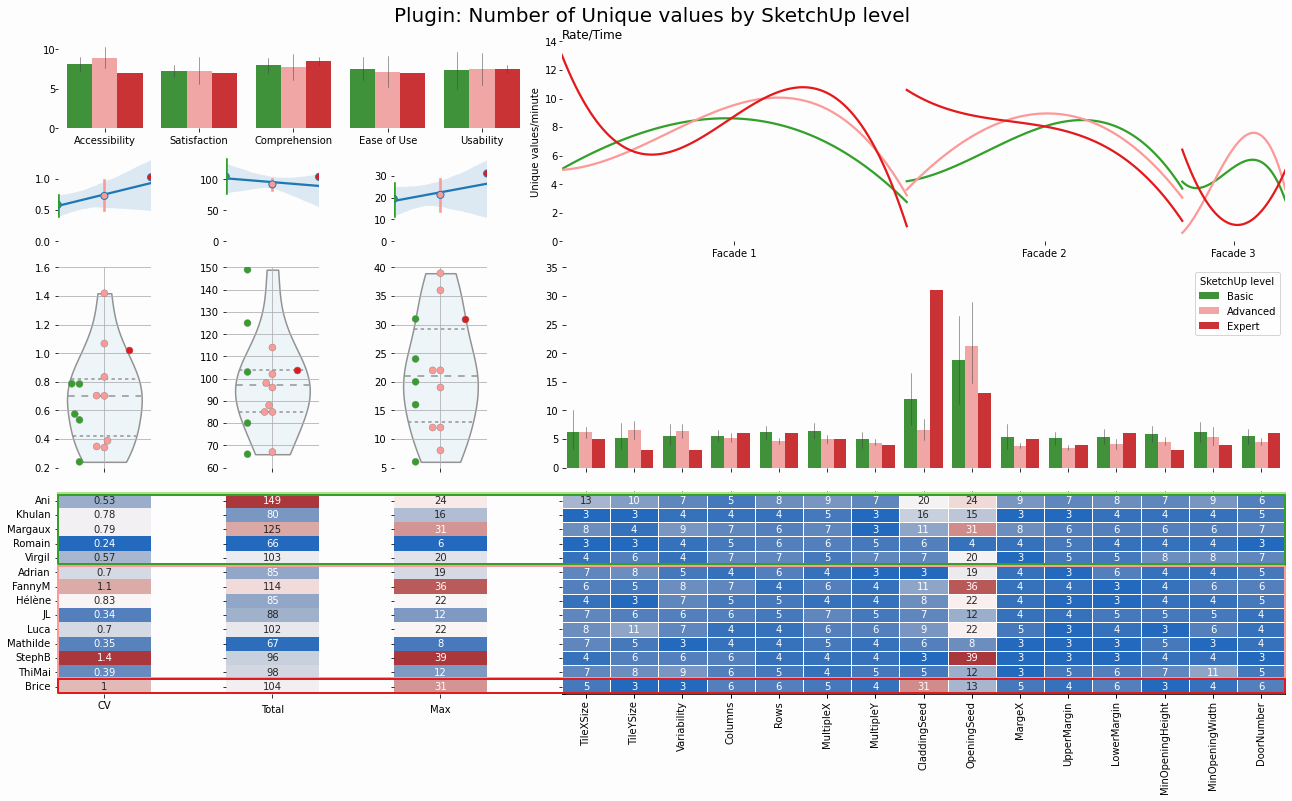 Plugin: Number of Unique values by SketchUp level
10
5
0
Accessibility Satisfaction Comprehension Ease of Use Usability
Rate/Time
Unique values/minute
14
12
10
8
6
4
2
0
Facade 1 Facade 2 Facade 3
1.0
0.5
0.0
100
50
0
30
20
10
0
1.6
1.4
1.2
1.0
0.8
0.6
0.4
0.2
150
140
130
120
110
100
90
80
70
60
40
35
30
25
20
15
10
5
35
30
25
20
15
10
5
0
SketchUp level
Basic
Advanced
Expert
Ani 0.53 149 24 13 10 7 5 8 9 7 20 24 9 7 8 7 9 6
Khulan 0.78 80 16 3 3 4 4 4 5 3 16 15 3 3 4 4 4 5
Margaux 0.79 125 31 8 4 9 7 6 7 3 11 31 8 6 6 6 6 7
Romain 0.24 66 6 3 3 4 5 6 6 5 6 4 4 5 4 4 4 3
Virgil 0.57 103 20 4 6 4 7 7 5 7 7 20 3 5 5 8 8 7
Adrian 0.7 85 19 7 8 5 4 6 4 3 3 19 4 3 6 4 4 5
FannyM 1.1 114 36 6 5 8 7 4 6 4 11 36 4 4 3 4 6 6
Hélène 0.83 85 22 4 3 7 5 5 4 4 8 22 4 3 3 4 4 5
JL 0.34 88 12 7 6 6 6 5 7 5 7 12 4 4 5 5 5 4
Luca 0.7 102 22 8 11 7 4 4 6 6 9 22 5 3 4 3 6 4
Mathilde 0.35 67 8 7 5 3 4 4 5 4 6 8 3 3 3 5 3 4
StephB 1.4 96 39 4 6 6 6 4 4 4 3 39 3 3 3 4 4 3
ThiMai 0.39 98 12 7 8 9 6 5 4 5 5 12 3 5 6 7 11 5
Brice 1 104 31 5 3 3 6 6 5 4 31 13 5 4 6 3 4 6
CV Total Max TileXSize TileYSize Variability Columns Rows MultipleX MultipleY CladdingSeed OpeningSeed MargeX UpperMargin LowerMargin MinOpeningHeight MinOpeningWidth DoorNumber